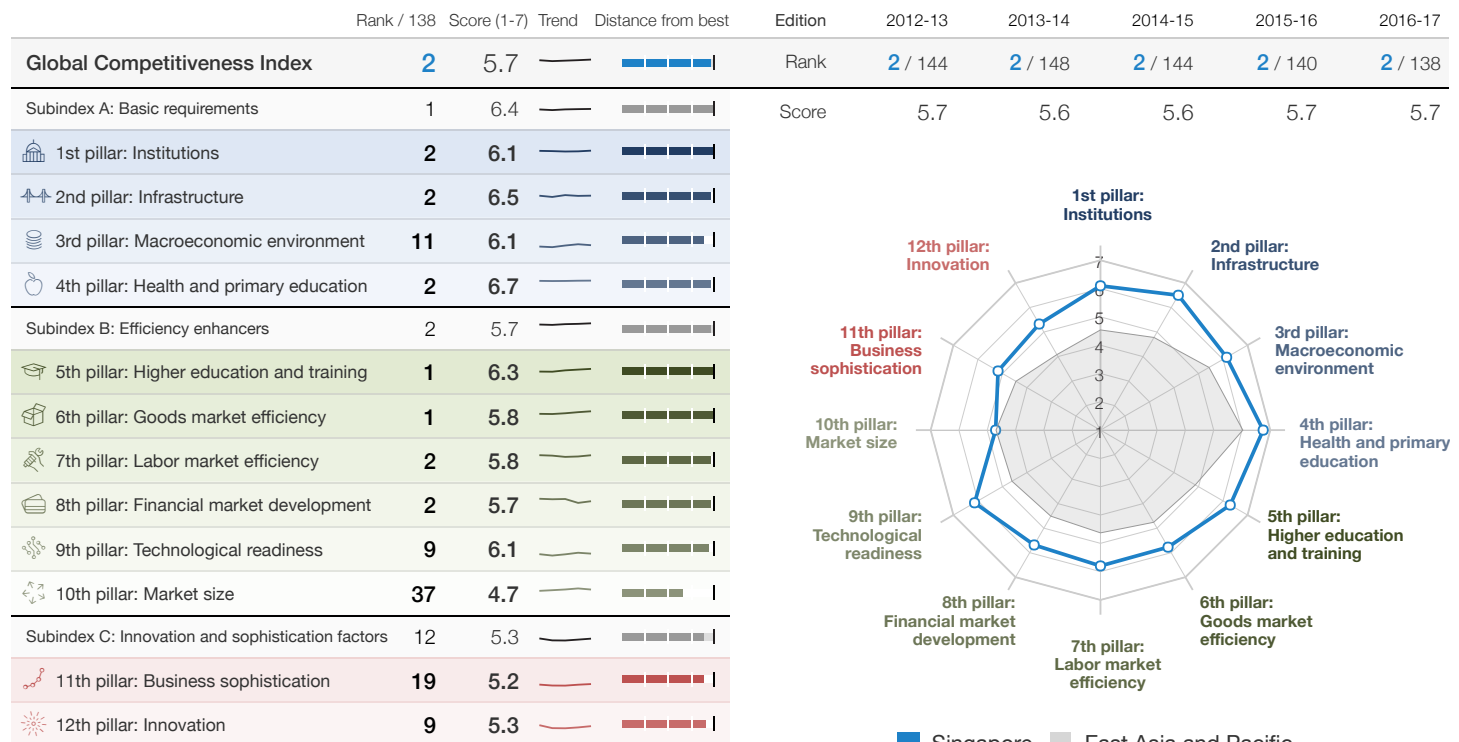 Rank / 138 Score (1-7) Trend Distance from best
Global Competitiveness Index 2 5.7
Subindex A: Basic requirements 1 6.4
1st pillar: Institutions 2 6.1
2nd pillar: Infrastructure 2 6.5
3rd pillar: Macroeconomic environment 11 6.1
4th pillar: Health and primary education 2 6.7
Subindex B: Efficiency enhancers 2 5.7
5th pillar: Higher education and training 1 6.3
6th pillar: Goods market efficiency 1 5.8
7th pillar: Labor market efficiency 2 5.8
8th pillar: Financial market development 2 5.7
9th pillar: Technological readiness 9 6.1
10th pillar: Market size 37 4.7
Subindex C: Innovation and sophistication factors 12 5.3
11th pillar: Business sophistication 19 5.2
12th pillar: Innovation 9 5.3
Edition 2012-13 2013-14 2014-15 2015-16 2016-17
Rank 2 / 144 2 / 148 2 / 144 2 / 140 2 / 138
Score 5.7 5.6 5.6 5.7 5.7
1st pillar:
Institutions
2nd pillar:
Infrastructure
3rd pillar:
Macroeconomic
environment
4th pillar:
Health and primary
education
5th pillar:
Higher education
and training
6th pillar:
Goods market
efficiency
7th pillar:
Labor market
efficiency
8th pillar:
Financial market
development
9th pillar:
Technological
readiness
10th pillar:
Market size
11th pillar:
Business
sophistication
12th pillar:
Innovation
7
6
5
4
3
2
1
Singapore East Asia and Pacific